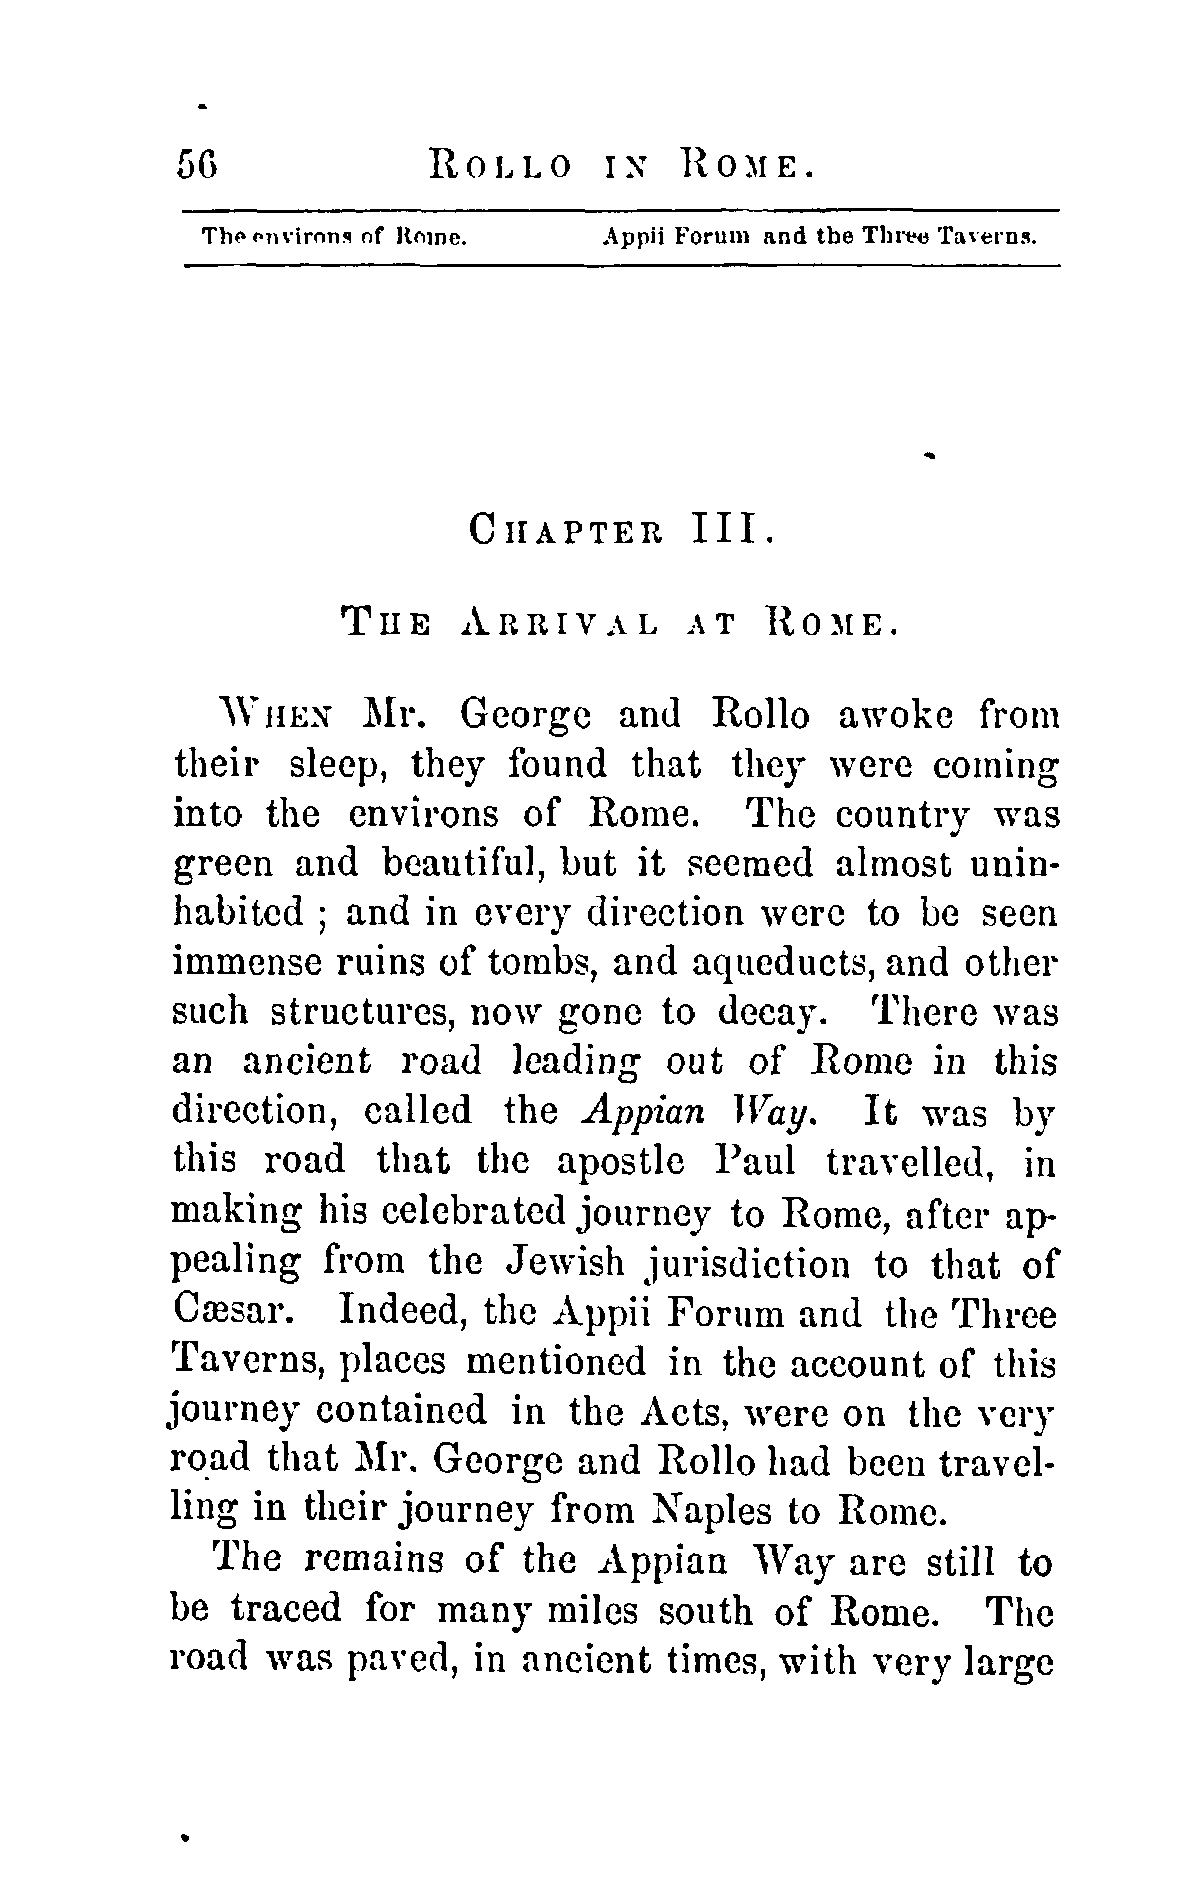 56 ROLLO IN ROME.
The environs of Rome. Appii Forum and the Three Taverns.
CHAPTER III.
THE ARRIVAL AT ROME.
WHEN Mr. George and Rollo awoke from
their sleep, they found that they were coming
into the environs of Rome. The country was
green and beautiful, but it seemed almost unin-
habited ; and in every direction were to be seen
immense ruins of tombs, and aqueducts, and other
such structures, now gone to decay. There was
an ancient road leading out of Rome in this
direction, called the Appian Way. It was by
this road that the apostle Paul travelled, in
making his celebrated journey to Rome, after ap-
pealing from the Jewish jurisdiction to that of
Cæsar. Indeed, the Appii Forum and the Three
Taverns, places mentioned in the account of this
journey contained in the Acts, were on the very
road that Mr. George and Rollo had been travel-
ling in their journey from Naples to Rome.
The remains of the Appian Way are still to
be traced for many miles south of Rome. The
road was paved, in ancient times, with very large